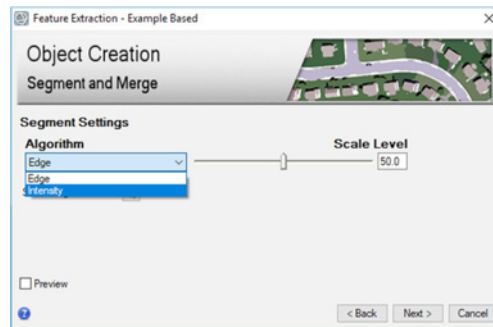 Feature Extraction - Example Based
Object Creation
Segment and Merge
Segment Settings
Algorithm Scale Level
Edge 50.0
Edge
Intensity
Preview
< Back Next > Cancel